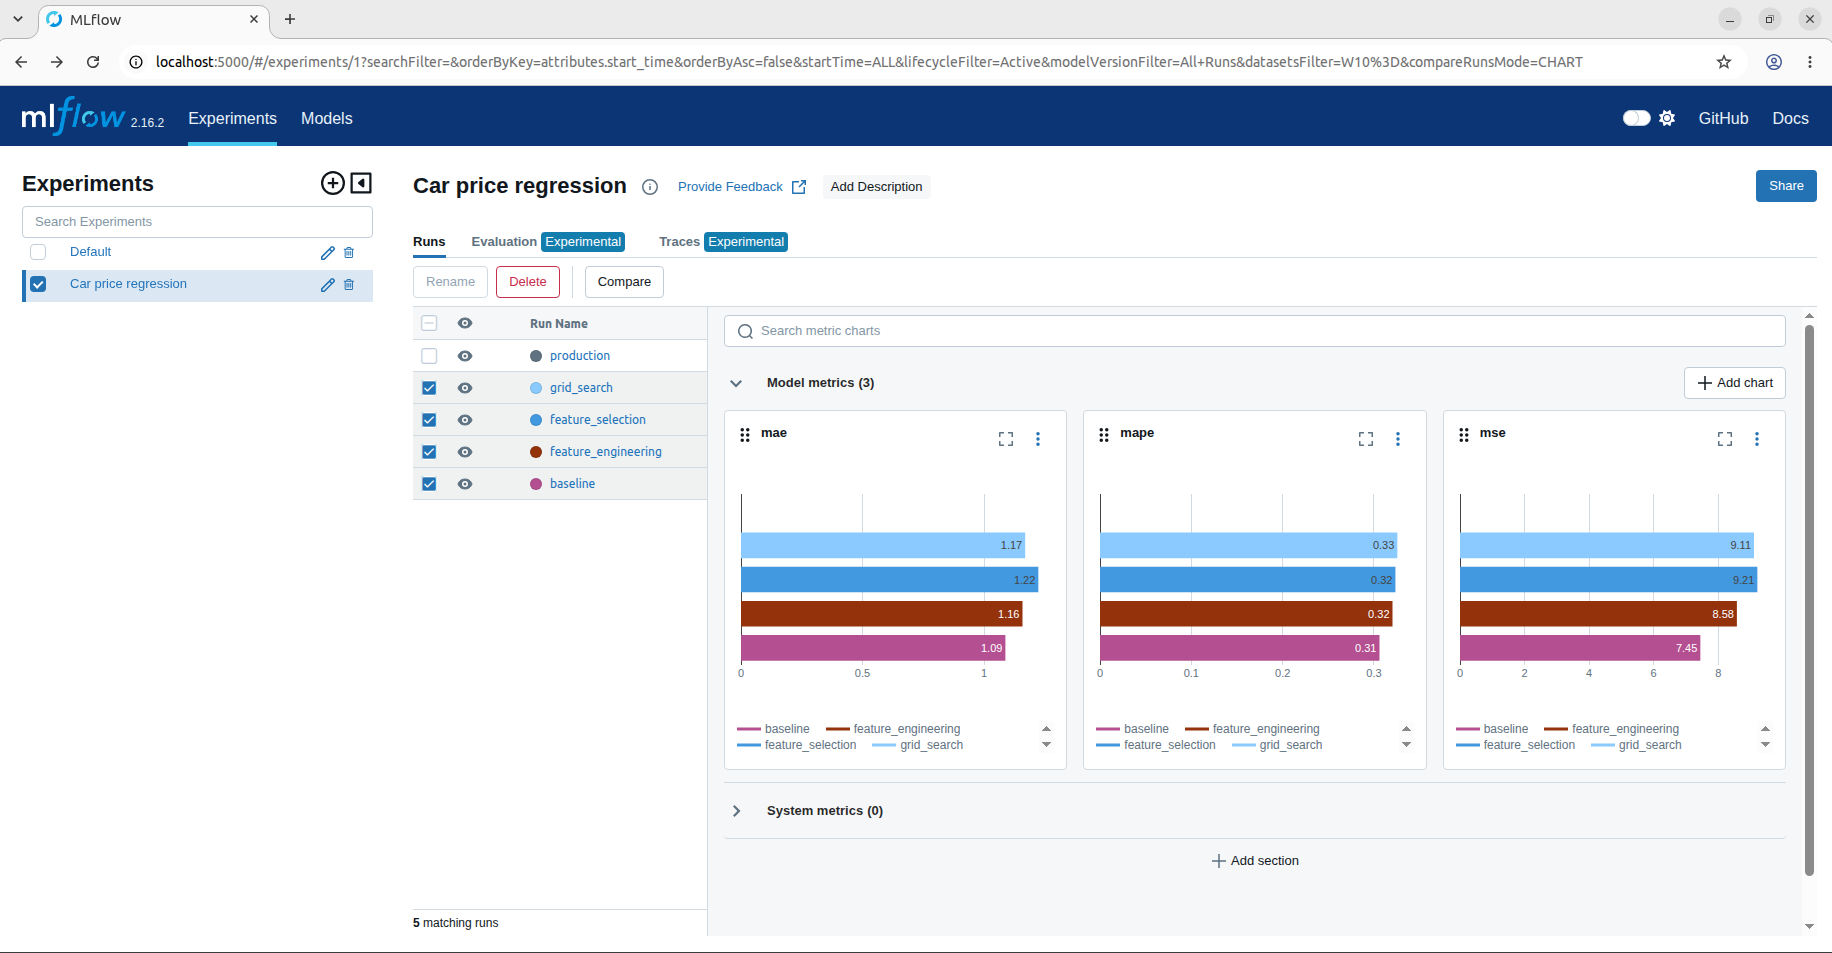 MLflow
localhost:5000/#/experiments/1?searchFilter=&orderByKey=attributes.start_time&orderByAsc=false&startTime=ALL&lifecycleFilter=Active&modelVersionFilter=All+Runs&datasetsFilter=W10%3D&compareRunsMode=CHART
mlflow 2.16.2 Experiments Models GitHub Docs
Experiments
Search Experiments
Default
Car price regression
Car price regression Provide Feedback Add Description Share
Runs Evaluation Experimental Traces Experimental
Rename Delete Compare
Run Name
production
grid_search
feature_selection
feature_engineering
baseline
5 matching runs
Search metric charts
Model metrics (3) Add chart
mae
1.17
1.22
1.16
1.09
0 0.5 1
baseline feature_engineering
feature_selection grid_search
mape
0.33
0.32
0.32
0.31
0 0.1 0.2 0.3
baseline feature_engineering
feature_selection grid_search
mse
9.11
9.21
8.58
7.45
0 2 4 6 8
baseline feature_engineering
feature_selection grid_search
System metrics (0)
Add section